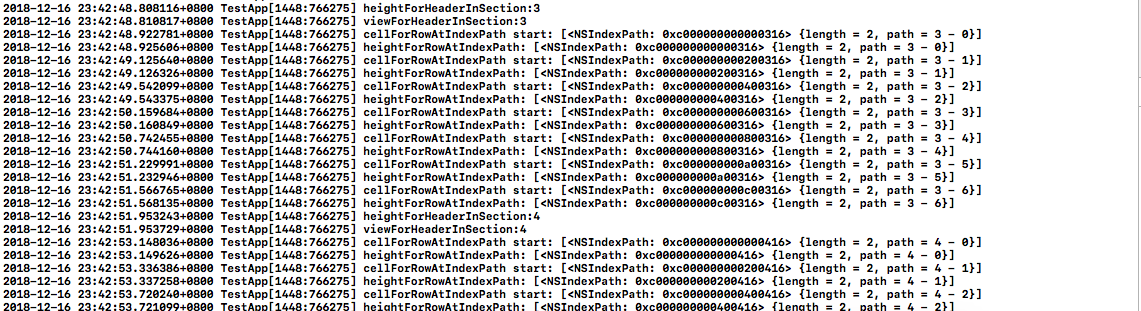 2018-12-16 23:42:48.808116+0800 TestApp[1448:766275] heightForHeaderInSection:3
2018-12-16 23:42:48.810817+0800 TestApp[1448:766275] viewForHeaderInSection:3
2018-12-16 23:42:48.922781+0800 TestApp[1448:766275] cellForRowAtIndexPath start: [<NSIndexPath: 0xc000000000000316> {length = 2, path = 3 - 0}]
2018-12-16 23:42:48.925606+0800 TestApp[1448:766275] heightForRowAtIndexPath: [<NSIndexPath: 0xc000000000000316> {length = 2, path = 3 - 0}]
2018-12-16 23:42:49.125640+0800 TestApp[1448:766275] cellForRowAtIndexPath start: [<NSIndexPath: 0xc000000000200316> {length = 2, path = 3 - 1}]
2018-12-16 23:42:49.126326+0800 TestApp[1448:766275] heightForRowAtIndexPath: [<NSIndexPath: 0xc000000000200316> {length = 2, path = 3 - 1}]
2018-12-16 23:42:49.542099+0800 TestApp[1448:766275] cellForRowAtIndexPath start: [<NSIndexPath: 0xc000000000400316> {length = 2, path = 3 - 2}]
2018-12-16 23:42:49.543375+0800 TestApp[1448:766275] heightForRowAtIndexPath: [<NSIndexPath: 0xc000000000400316> {length = 2, path = 3 - 2}]
2018-12-16 23:42:50.159684+0800 TestApp[1448:766275] cellForRowAtIndexPath start: [<NSIndexPath: 0xc000000000600316> {length = 2, path = 3 - 3}]
2018-12-16 23:42:50.160849+0800 TestApp[1448:766275] heightForRowAtIndexPath: [<NSIndexPath: 0xc000000000600316> {length = 2, path = 3 - 3}]
2018-12-16 23:42:50.742455+0800 TestApp[1448:766275] cellForRowAtIndexPath start: [<NSIndexPath: 0xc000000000800316> {length = 2, path = 3 - 4}]
2018-12-16 23:42:50.744160+0800 TestApp[1448:766275] heightForRowAtIndexPath: [<NSIndexPath: 0xc000000000800316> {length = 2, path = 3 - 4}]
2018-12-16 23:42:51.229991+0800 TestApp[1448:766275] cellForRowAtIndexPath start: [<NSIndexPath: 0xc000000000a00316> {length = 2, path = 3 - 5}]
2018-12-16 23:42:51.232946+0800 TestApp[1448:766275] heightForRowAtIndexPath: [<NSIndexPath: 0xc000000000a00316> {length = 2, path = 3 - 5}]
2018-12-16 23:42:51.566765+0800 TestApp[1448:766275] cellForRowAtIndexPath start: [<NSIndexPath: 0xc000000000c00316> {length = 2, path = 3 - 6}]
2018-12-16 23:42:51.568135+0800 TestApp[1448:766275] heightForRowAtIndexPath: [<NSIndexPath: 0xc000000000c00316> {length = 2, path = 3 - 6}]
2018-12-16 23:42:51.953243+0800 TestApp[1448:766275] heightForHeaderInSection:4
2018-12-16 23:42:51.953729+0800 TestApp[1448:766275] viewForHeaderInSection:4
2018-12-16 23:42:53.148036+0800 TestApp[1448:766275] cellForRowAtIndexPath start: [<NSIndexPath: 0xc000000000000416> {length = 2, path = 4 - 0}]
2018-12-16 23:42:53.149626+0800 TestApp[1448:766275] heightForRowAtIndexPath: [<NSIndexPath: 0xc000000000000416> {length = 2, path = 4 - 0}]
2018-12-16 23:42:53.336386+0800 TestApp[1448:766275] cellForRowAtIndexPath start: [<NSIndexPath: 0xc000000000200416> {length = 2, path = 4 - 1}]
2018-12-16 23:42:53.337258+0800 TestApp[1448:766275] heightForRowAtIndexPath: [<NSIndexPath: 0xc000000000200416> {length = 2, path = 4 - 1}]
2018-12-16 23:42:53.720240+0800 TestApp[1448:766275] cellForRowAtIndexPath start: [<NSIndexPath: 0xc000000000400416> {length = 2, path = 4 - 2}]
2018-12-16 23:42:53.721099+0800 TestApp[1448:766275] heightForRowAtIndexPath: [<NSIndexPath: 0xc000000000400416> {length = 2, path = 4 - 2}]